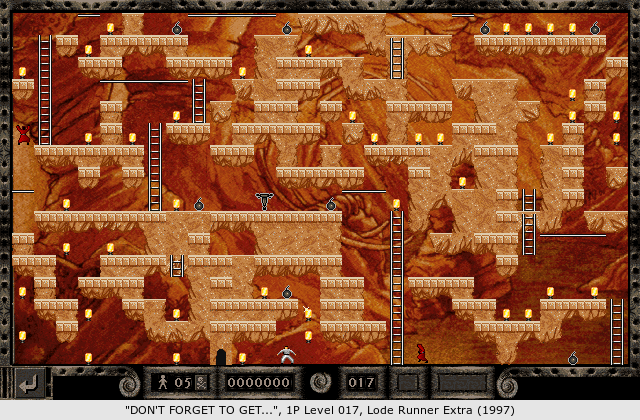 05
0000000
017
"DON'T FORGET TO GET...", 1P Level 017, Lode Runner Extra (1997)